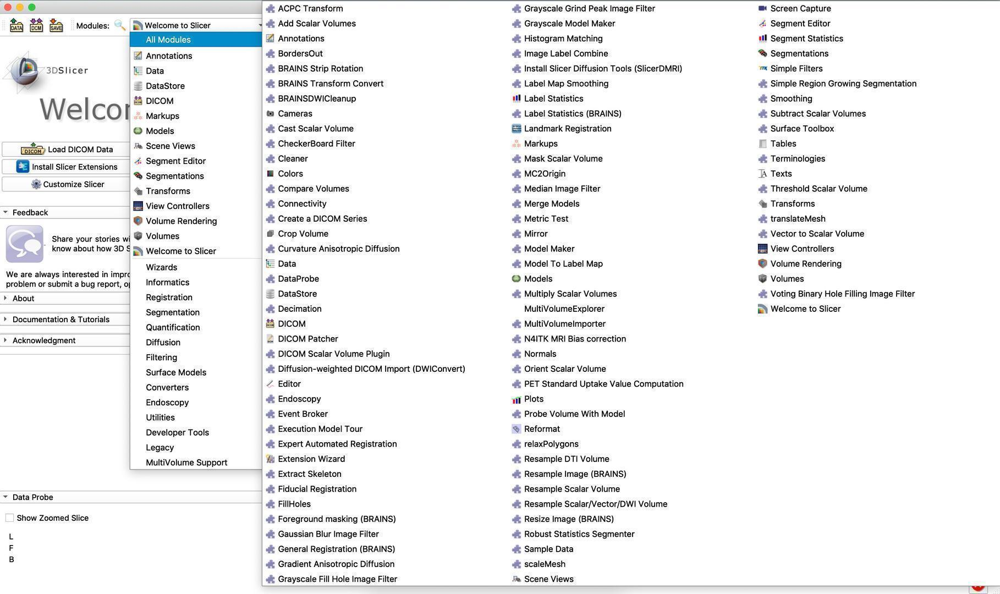 DATA DCM SAVE Modules: Welcome to Slicer
3DSlicer
Welco
DICOM Load DICOM Data
Install Slicer Extensions
Customize Slicer
Feedback
Share your stories wi
know about how 3D S
We are always interested in impro
problem or submit a bug report, o
About
Documentation & Tutorials
Acknowledgment
Data Probe
Show Zoomed Slice
L
F
B
All Modules
Annotations
Data
DataStore
DICOM
Markups
Models
Scene Views
Segment Editor
Segmentations
Transforms
View Controllers
Volume Rendering
Volumes
Welcome to Slicer
Wizards
Informatics
Registration
Segmentation
Quantification
Diffusion
Filtering
Surface Models
Converters
Endoscopy
Utilities
Developer Tools
Legacy
MultiVolume Support
ACPC Transform
Add Scalar Volumes
Annotations
BordersOut
BRAINS Strip Rotation
BRAINS Transform Convert
BRAINSDWICleanup
Cameras
Cast Scalar Volume
CheckerBoard Filter
Cleaner
Colors
Compare Volumes
Connectivity
Create a DICOM Series
Crop Volume
Curvature Anisotropic Diffusion
Data
DataProbe
DataStore
Decimation
DICOM
DICOM Patcher
DICOM Scalar Volume Plugin
Diffusion-weighted DICOM Import (DWIConvert)
Editor
Endoscopy
Event Broker
Execution Model Tour
Expert Automated Registration
Extension Wizard
Extract Skeleton
Fiducial Registration
FillHoles
Foreground masking (BRAINS)
Gaussian Blur Image Filter
General Registration (BRAINS)
Gradient Anisotropic Diffusion
Grayscale Fill Hole Image Filter
Grayscale Grind Peak Image Filter
Grayscale Model Maker
Histogram Matching
Image Label Combine
Install Slicer Diffusion Tools (SlicerDMRI)
Label Map Smoothing
Label Statistics
Label Statistics (BRAINS)
Landmark Registration
Markups
Mask Scalar Volume
MC2Origin
Median Image Filter
Merge Models
Metric Test
Mirror
Model Maker
Model To Label Map
Models
Multiply Scalar Volumes
MultiVolumeExplorer
MultiVolumeImporter
N4ITK MRI Bias correction
Normals
Orient Scalar Volume
PET Standard Uptake Value Computation
Plots
Probe Volume With Model
Reformat
relaxPolygons
Resample DTI Volume
Resample Image (BRAINS)
Resample Scalar Volume
Resample Scalar/Vector/DWI Volume
Resize Image (BRAINS)
Robust Statistics Segmenter
Sample Data
scaleMesh
Scene Views
Screen Capture
Segment Editor
Segment Statistics
Segmentations
Simple Filters
Simple Region Growing Segmentation
Smoothing
Subtract Scalar Volumes
Surface Toolbox
Tables
Terminologies
Texts
Threshold Scalar Volume
Transforms
translateMesh
Vector to Scalar Volume
View Controllers
Volume Rendering
Volumes
Voting Binary Hole Filling Image Filter
Welcome to Slicer